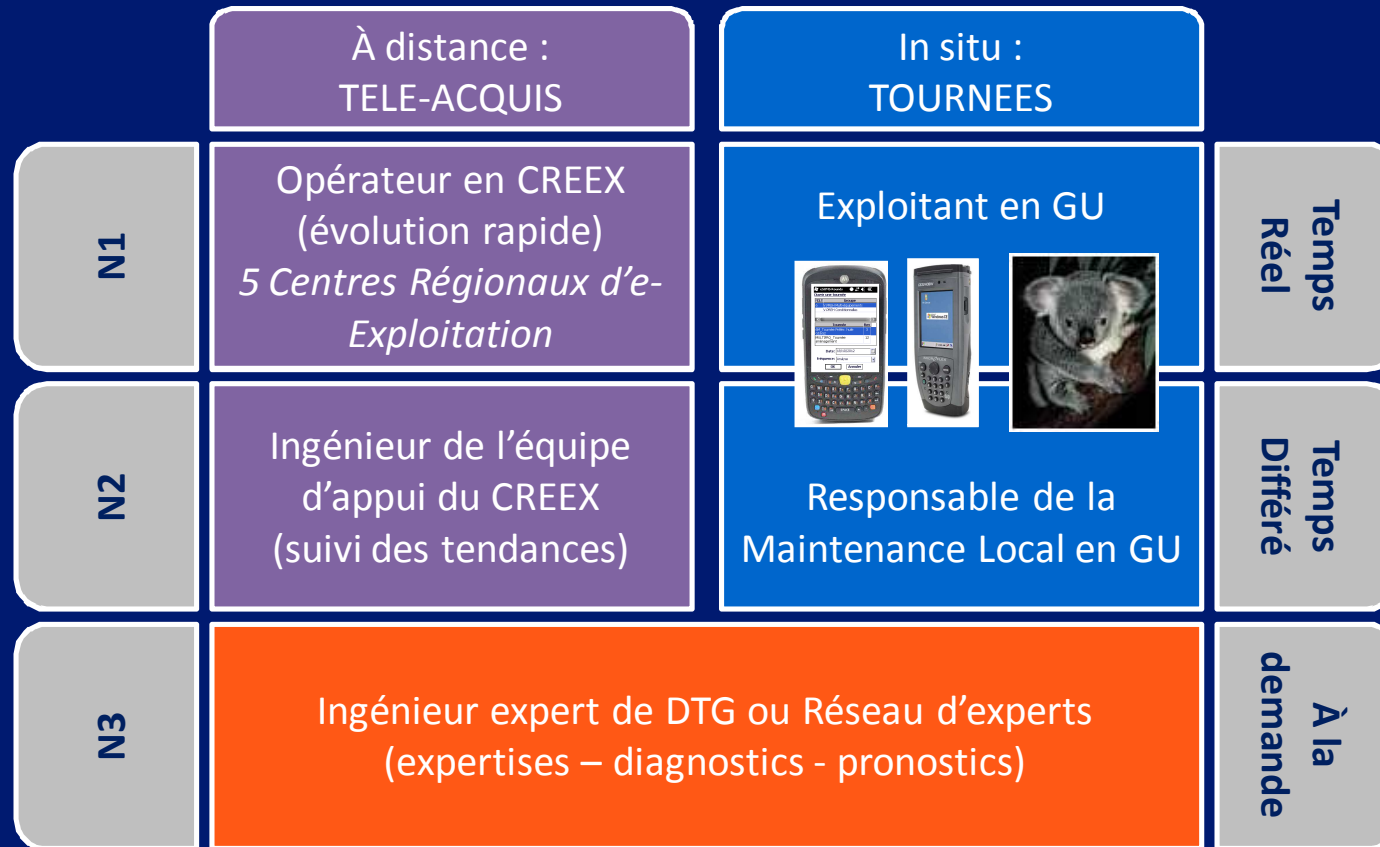 À distance :
TELE-ACQUIS
In situ :
TOURNEES
N1
Opérateur en CREEX
(évolution rapide)
5 Centres Régionaux d'e-
Exploitation
Exploitant en GU
Temps
Réel
N2
Ingénieur de l'équipe
d'appui du CREEX
(suivi des tendances)
Responsable de la
Maintenance Local en GU
Temps
Différé
N3
Ingénieur expert de DTG ou Réseau d'experts
(expertises – diagnostics - pronostics)
À la
demande